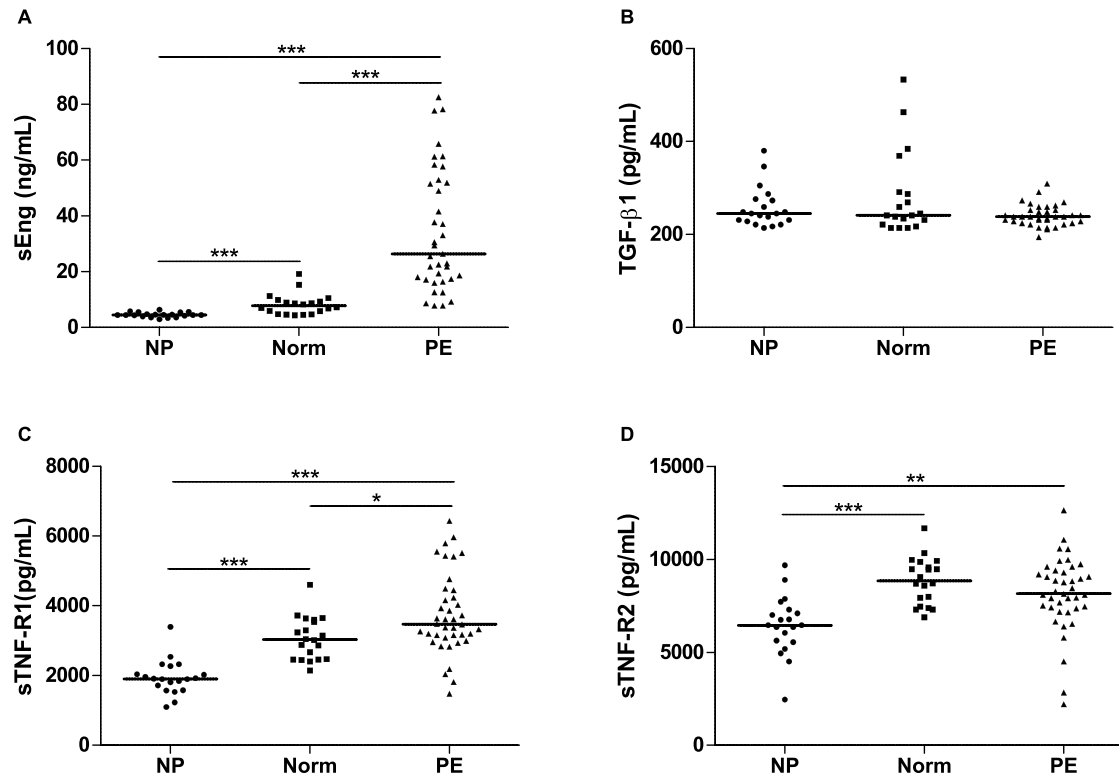 A
sEng (ng/mL)
100
80
60
40
20
0
***
***
***
NP Norm PE
B
TGF-β1 (pg/mL)
600
400
200
0
NP Norm PE
C
sTNF-R1(pg/mL)
8000
6000
4000
2000
0
***
*
***
NP Norm PE
D
sTNF-R2 (pg/mL)
15000
10000
5000
0
**
***
NP Norm PE